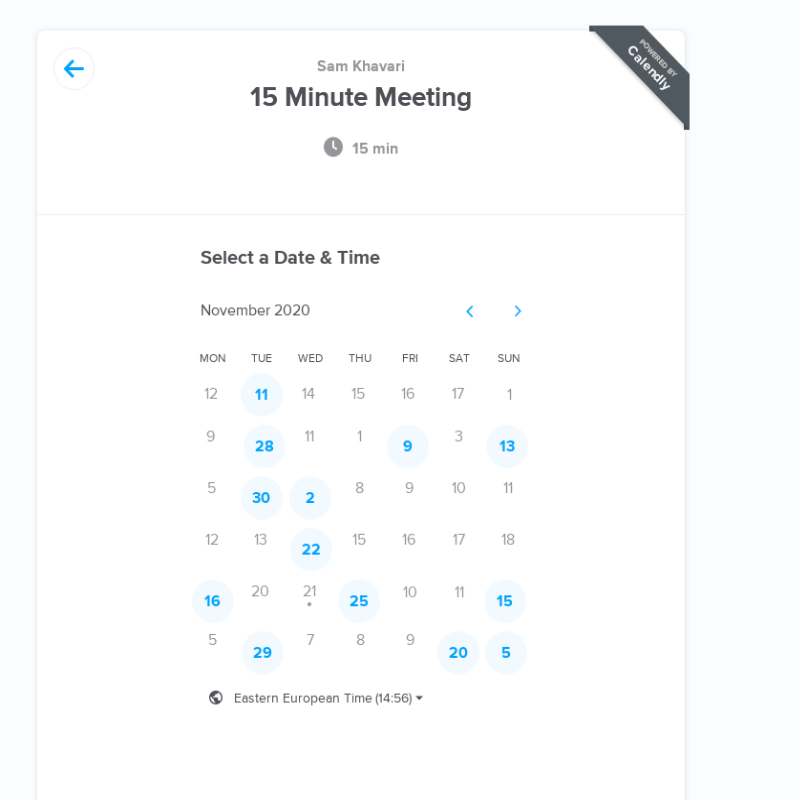 Sam Khavari
POWERED BY
Calendly
15 Minute Meeting
15 min
Select a Date & Time
November 2020
MON TUE WED THU FRI SAT SUN
12 11 14 15 16 17 1
9 28 11 1 9 3 13
5 30 2 8 9 10 11
12 13 22 15 16 17 18
16 20 21 25 10 11 15
5 29 7 8 9 20 5
Eastern European Time (14:56)